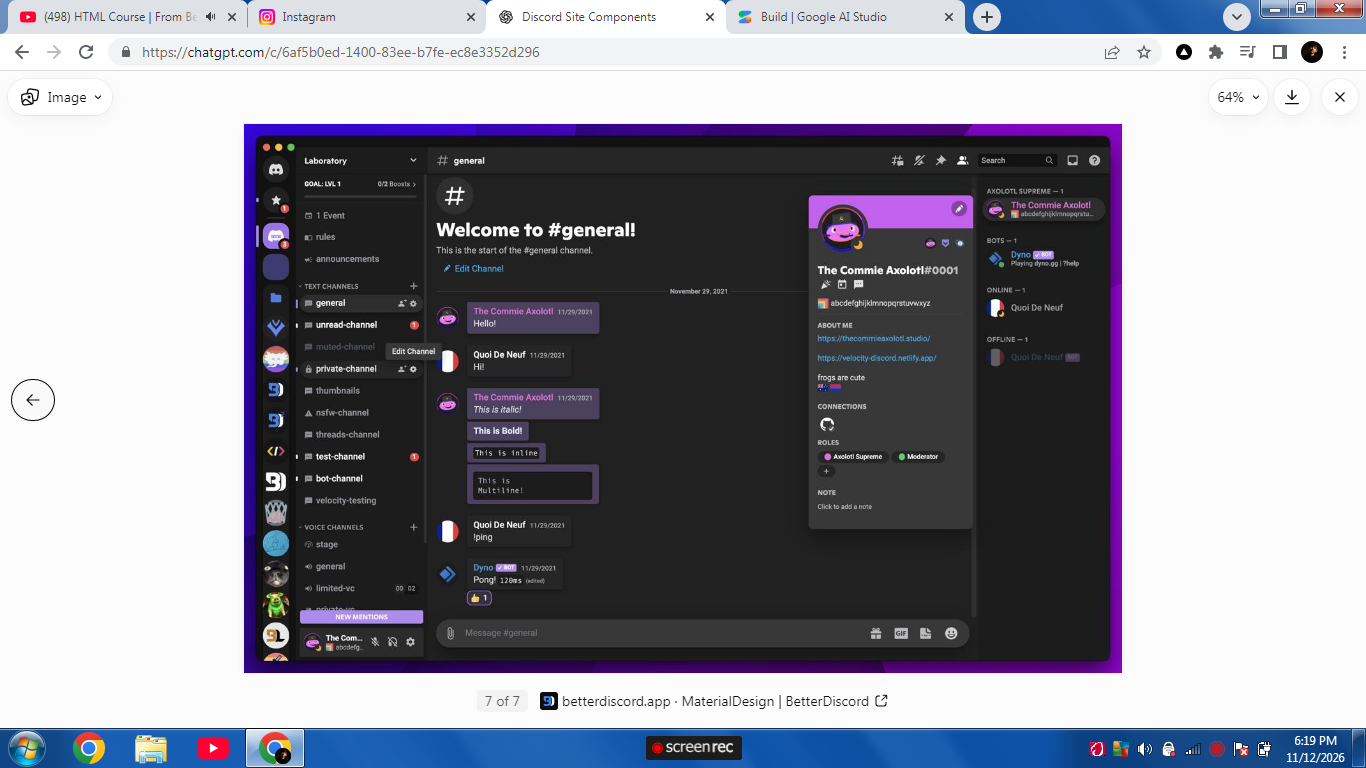 (498) HTML Course | From Be
Instagram
Discord Site Components
Build | Google AI Studio
https://chatgpt.com/c/6af5b0ed-1400-83ee-b7fe-ec8e3352d296
Image
64%
Laboratory
GOAL: LVL 1 0/2 Boosts >
1 Event
rules
announcements
TEXT CHANNELS
general
unread-channel 1
muted-channel
Edit Channel
private-channel
thumbnails
nsfw-channel
threads-channel
test-channel 1
bot-channel
velocity-testing
VOICE CHANNELS
stage
general
limited-vc 00 02
private-vc
NEW MENTIONS
The Com...
abcdefg...
1
3
# general
Search
#
Welcome to #general!
This is the start of the #general channel.
Edit Channel
November 29, 2021
The Commie Axolotl 11/29/2021
Hello!
Quoi De Neuf 11/29/2021
Hi!
The Commie Axolotl 11/29/2021
This is italic!
This is Bold!
This is inline
This is
Multiline!
Quoi De Neuf 11/29/2021
!ping
Dyno BOT 11/29/2021
Pong! 120ms (edited)
1
Message #general
GIF
The Commie Axolotl#0001
abcdefghijklmnopqrstuvwxyz
ABOUT ME
https://thecommieaxolotl.studio/
https://velocity-discord.netlify.app/
frogs are cute
CONNECTIONS
ROLES
Axolotl Supreme Moderator
+
NOTE
Click to add a note
AXOLOTL SUPREME — 1
The Commie Axolotl
abcdefghijklmnopqrstu...
BOTS — 1
Dyno BOT
Playing dyno.gg | ?help
ONLINE — 1
Quoi De Neuf
OFFLINE — 1
Quoi De Neuf BOT
7 of 7
betterdiscord.app · MaterialDesign | BetterDiscord
screenrec
6:19 PM
11/12/2026